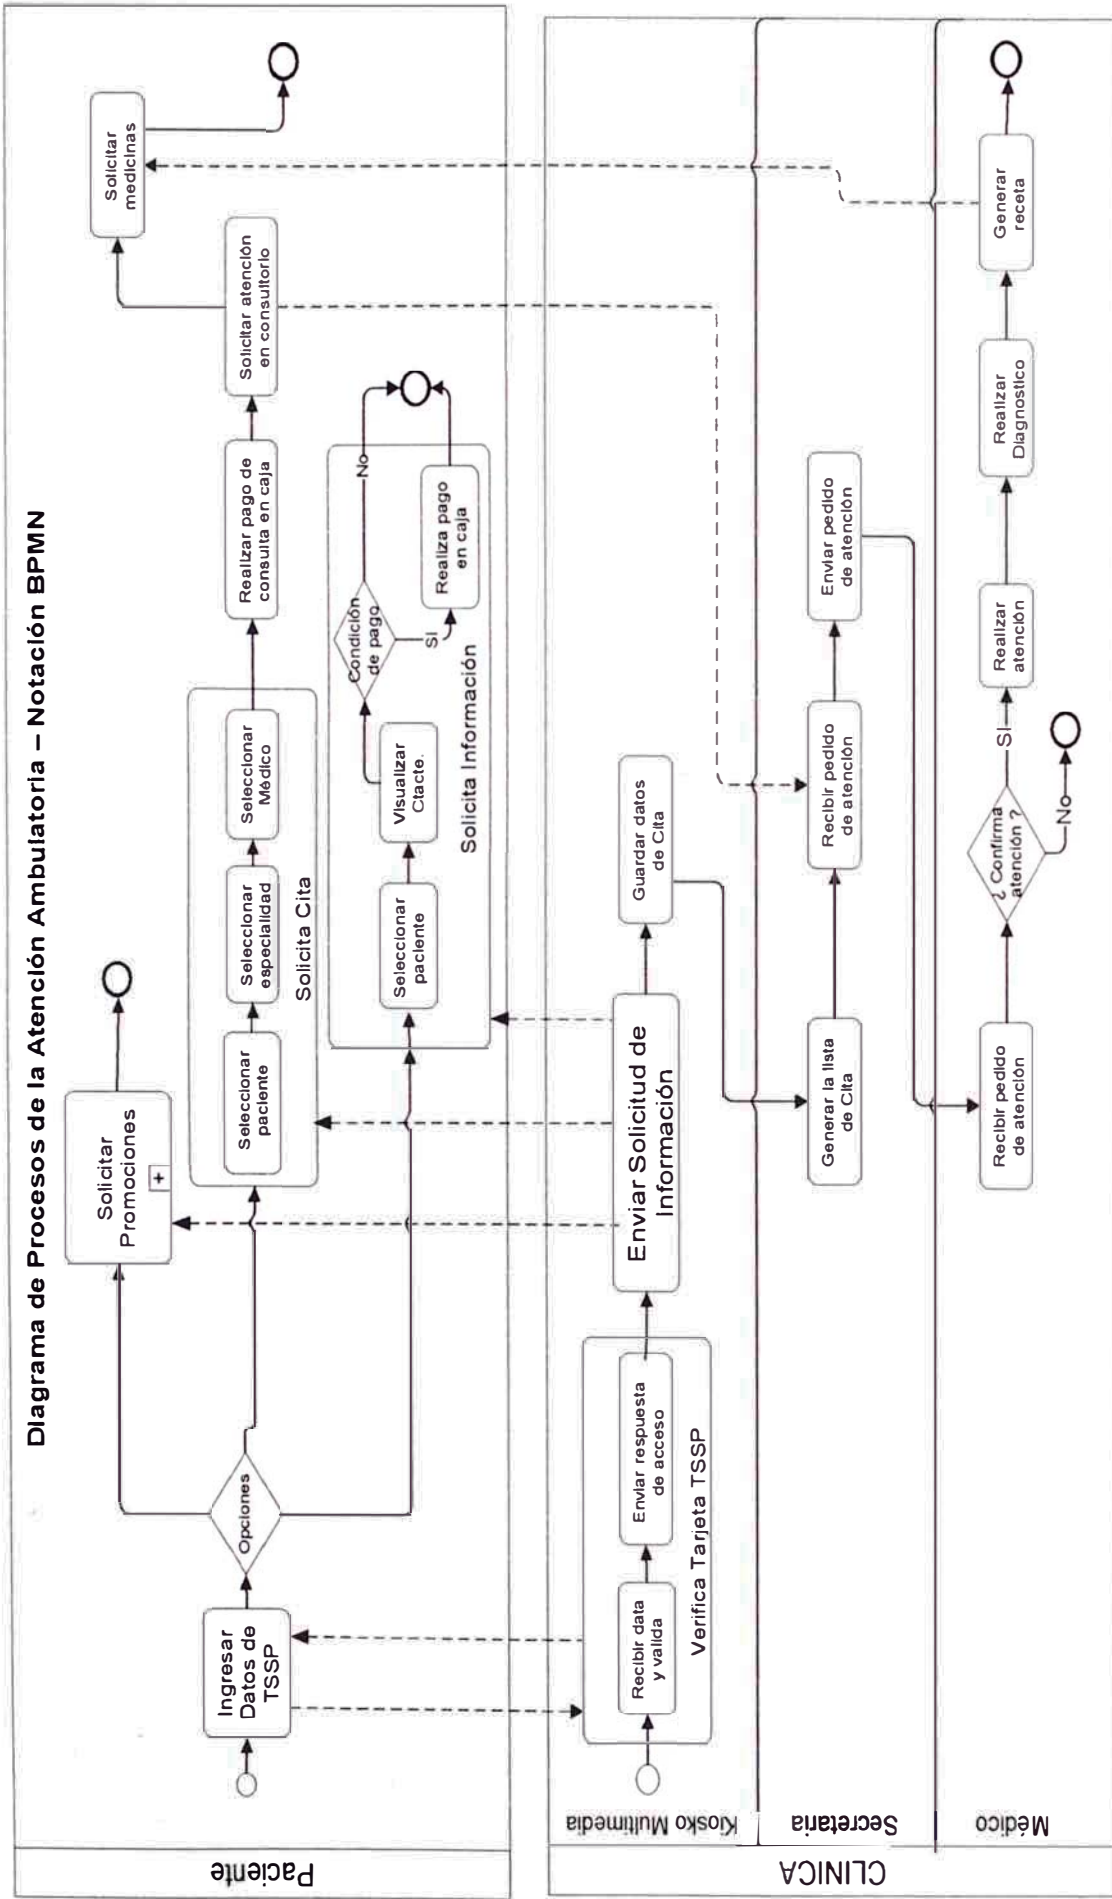 Diagrama de Procesos de la Atención Ambulatoria – Notación BPMN
Paciente
Ingresar
Datos de
TSSP
Opciones
Solicitar
Promociones
+
Seleccionar
paciente
Seleccionar
especialidad
Seleccionar
Médico
Solicita Cita
Realizar pago de
consulta en caja
Solicitar atención
en consultorio
Solicitar
medicinas
Seleccionar
paciente
Visualizar
Ctacte.
Condición
de pago
No
SI
Realiza pago
en caja
Solicita Información
CLINICA
Kiosko Multimedia
Recibir data
y valida
Enviar respuesta
de acceso
Verifica Tarjeta TSSP
Enviar Solicitud de
Información
Guardar datos
de Cita
Secretaria
Generar la lista
de Cita
Recibir pedido
de atención
Enviar pedido
de atención
Médico
Recibir pedido
de atención
¿ Confirma
atención ?
SI
No
Realizar
atención
Realizar
Diagnostico
Generar
receta